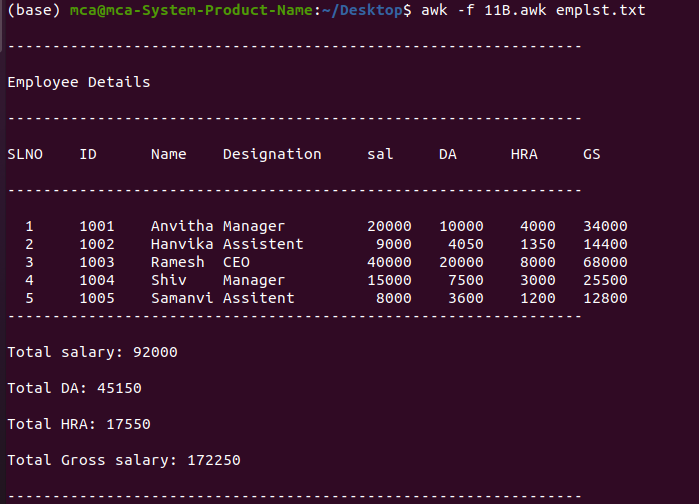 (base) mca@mca-System-Product-Name:~/Desktop$ awk -f 11B.awk emplst.txt
----------------------------------------------------------------
Employee Details
----------------------------------------------------------------
SLNO    ID      Name    Designation     sal     DA      HRA     GS
----------------------------------------------------------------
  1     1001    Anvitha Manager         20000   10000    4000   34000
  2     1002    Hanvika Assistent        9000    4050    1350   14400
  3     1003    Ramesh  CEO             40000   20000    8000   68000
  4     1004    Shiv    Manager         15000    7500    3000   25500
  5     1005    Samanvi Assitent         8000    3600    1200   12800
----------------------------------------------------------------
Total salary: 92000
Total DA: 45150
Total HRA: 17550
Total Gross salary: 172250
----------------------------------------------------------------